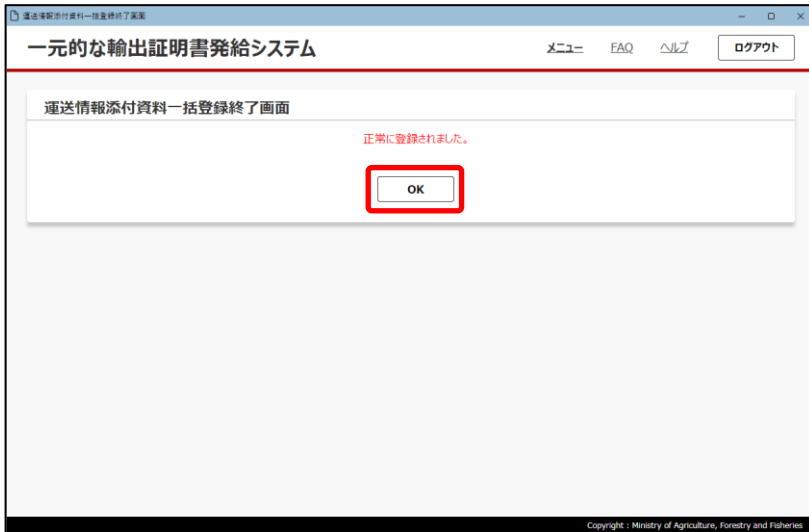 運送情報添付資料一括登録終了画面
一元的な輸出証明書発給システム
メニュー FAQ ヘルプ ログアウト
運送情報添付資料一括登録終了画面
正常に登録されました。
OK
Copyright : Ministry of Agriculture, Forestry and Fisheries